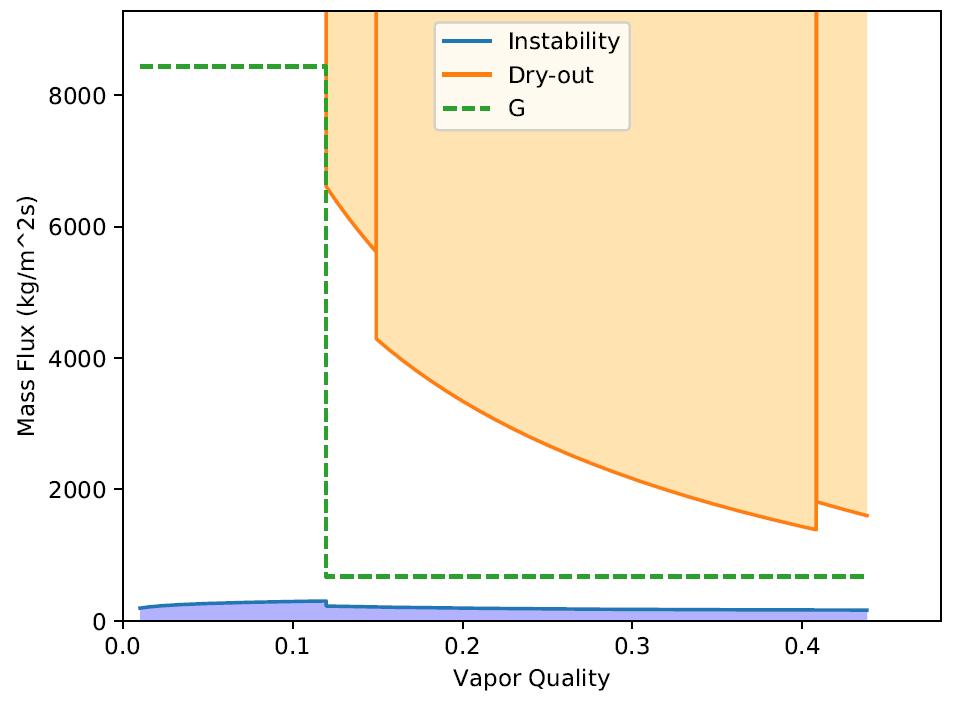 Instability
Dry-out
G
8000
6000
4000
2000
0
Mass Flux (kg/m^2s)
0.0 0.1 0.2 0.3 0.4
Vapor Quality